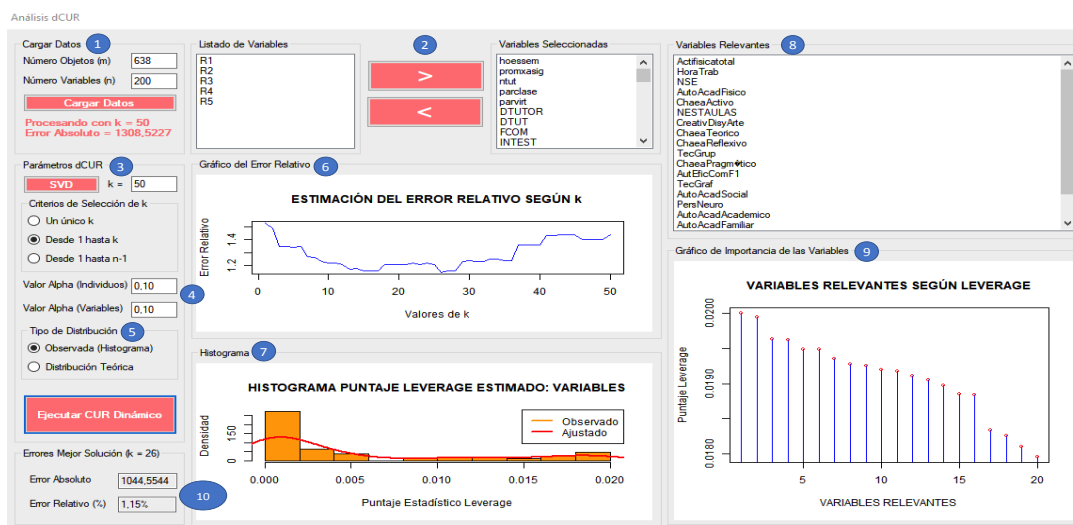 Análisis dCUR
Cargar Datos 1
Número Objetos (m) 638
Número Variables (n) 200
Cargar Datos
Procesando con k = 50
Error Absoluto = 1308,5227
Listado de Variables
R1
R2
R3
R4
R5
2
>
<
Variables Seleccionadas
hoessem
promxasig
ntut
parclase
parvirt
DTUTOR
DTUT
FCOM
INTEST
Variables Relevantes 8
Actifisicatotal
HoraTrab
NSE
AutoAcadFisico
ChaeaActivo
NESTAULAS
CreativDisyArte
ChaeaTeorico
ChaeaReflexivo
TecGrup
ChaeaPragm�tico
AutEficComF1
TecGraf
AutoAcadSocial
PersNeuro
AutoAcadAcademico
AutoAcadFamiliar
Parámetros dCUR 3
SVD k = 50
Criterios de Selección de k
Un único k
Desde 1 hasta k
Desde 1 hasta n-1
Valor Alpha (Individuos) 0,10
4
Valor Alpha (Variables) 0,10
Tipo de Distribución 5
Observada (Histograma)
Distribución Teórica
Ejecutar CUR Dinámico
Errores Mejor Solución (k = 26)
Error Absoluto 1044,5544
Error Relativo (%) 1,15%
10
Gráfico del Error Relativo 6
ESTIMACIÓN DEL ERROR RELATIVO SEGÚN k
Error Relativo
1.4
1.2
0 10 20 30 40 50
Valores de k
Histograma 7
HISTOGRAMA PUNTAJE LEVERAGE ESTIMADO: VARIABLES
Observado
Ajustado
Densidad
150
0
0.000 0.005 0.010 0.015 0.020
Puntaje Estadístico Leverage
Gráfico de Importancia de las Variables 9
VARIABLES RELEVANTES SEGÚN LEVERAGE
Puntaje Leverage
0.0200
0.0190
0.0180
5 10 15 20
VARIABLES RELEVANTES